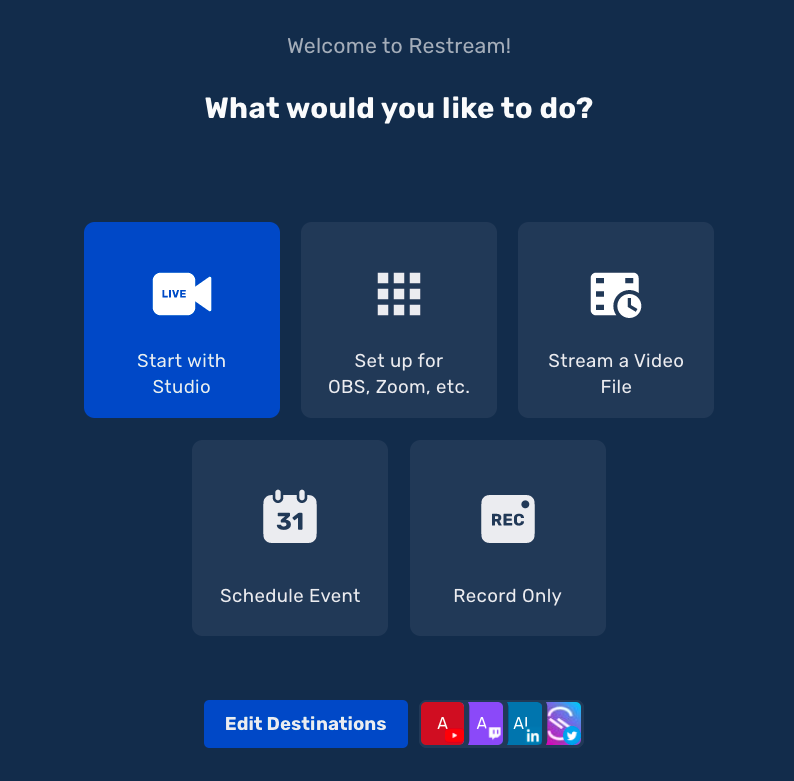 Welcome to Restream!
What would you like to do?
LIVE
Start with
Studio
Set up for
OBS, Zoom, etc.
Stream a Video
File
31
Schedule Event
REC
Record Only
Edit Destinations
A
A
A!
in